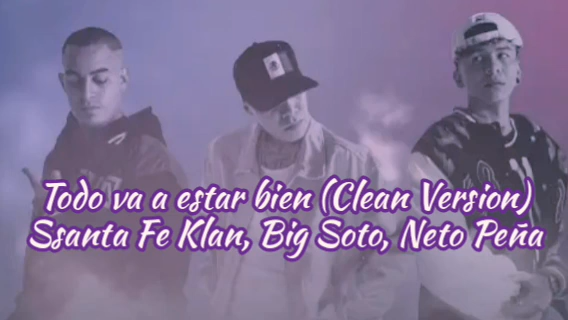 Todo va a estar bien (Clean Version)
Ssanta Fe Klan, Big Soto, Neto Peña